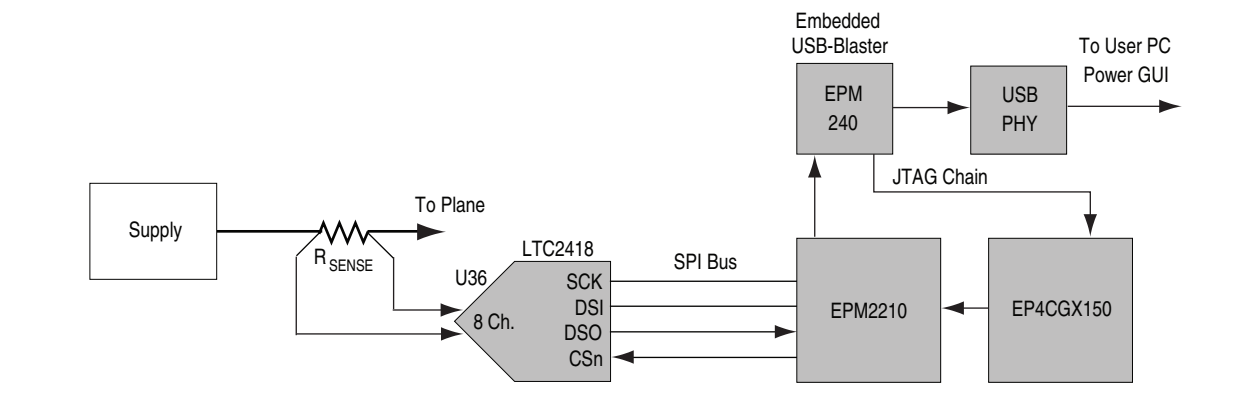 Embedded
USB-Blaster
To User PC
Power GUI
EPM
240
USB
PHY
JTAG Chain
Supply
To Plane
RSENSE
LTC2418
U36
8 Ch.
SCK
DSI
DSO
CSn
SPI Bus
EPM2210
EP4CGX150